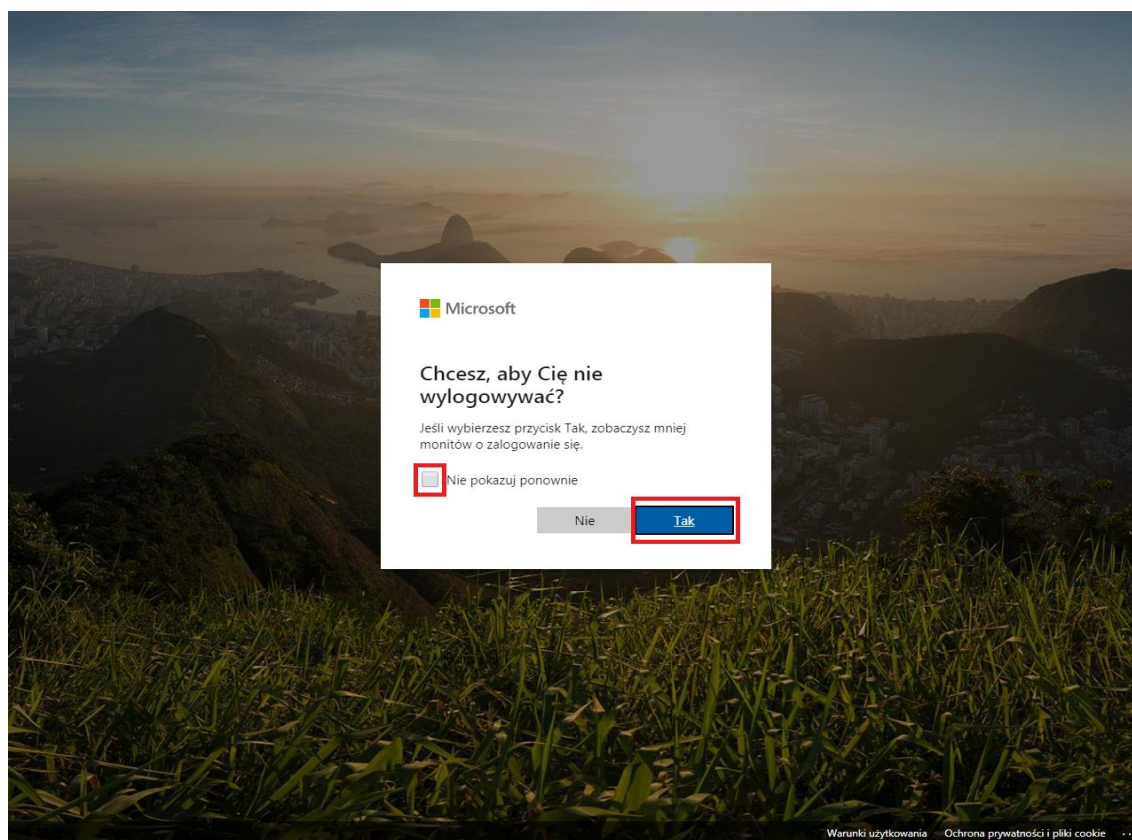 Microsoft
Chcesz, aby Cię nie
wylogowywać?
Jeśli wybierzesz przycisk Tak, zobaczysz mniej
monitów o zalogowanie się.
Nie pokazuj ponownie
Nie Tak
Warunki użytkowania Ochrona prywatności i pliki cookie